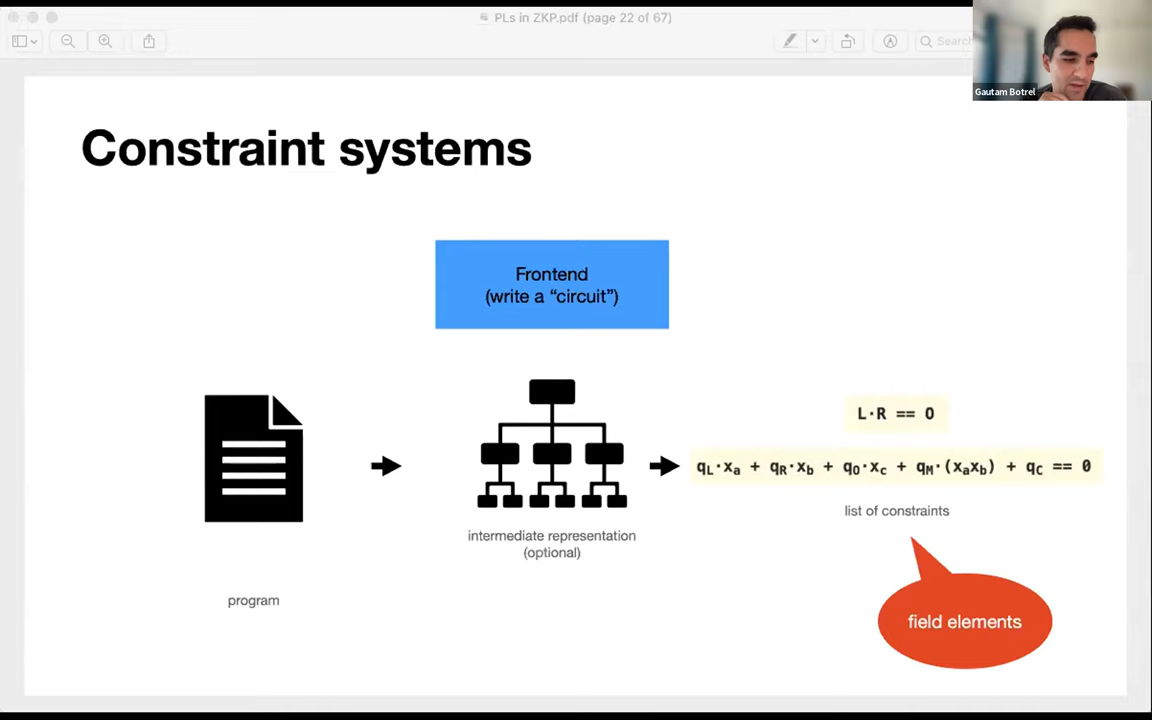 PLs in ZKP.pdf (page 22 of 67)
Search
Gautam Botrel
Constraint systems
Frontend
(write a “circuit”)
L·R == O
qL·xa + qR·xb + qO·xc + qM·(xaxb) + qC == 0
list of constraints
intermediate representation
(optional)
program
field elements